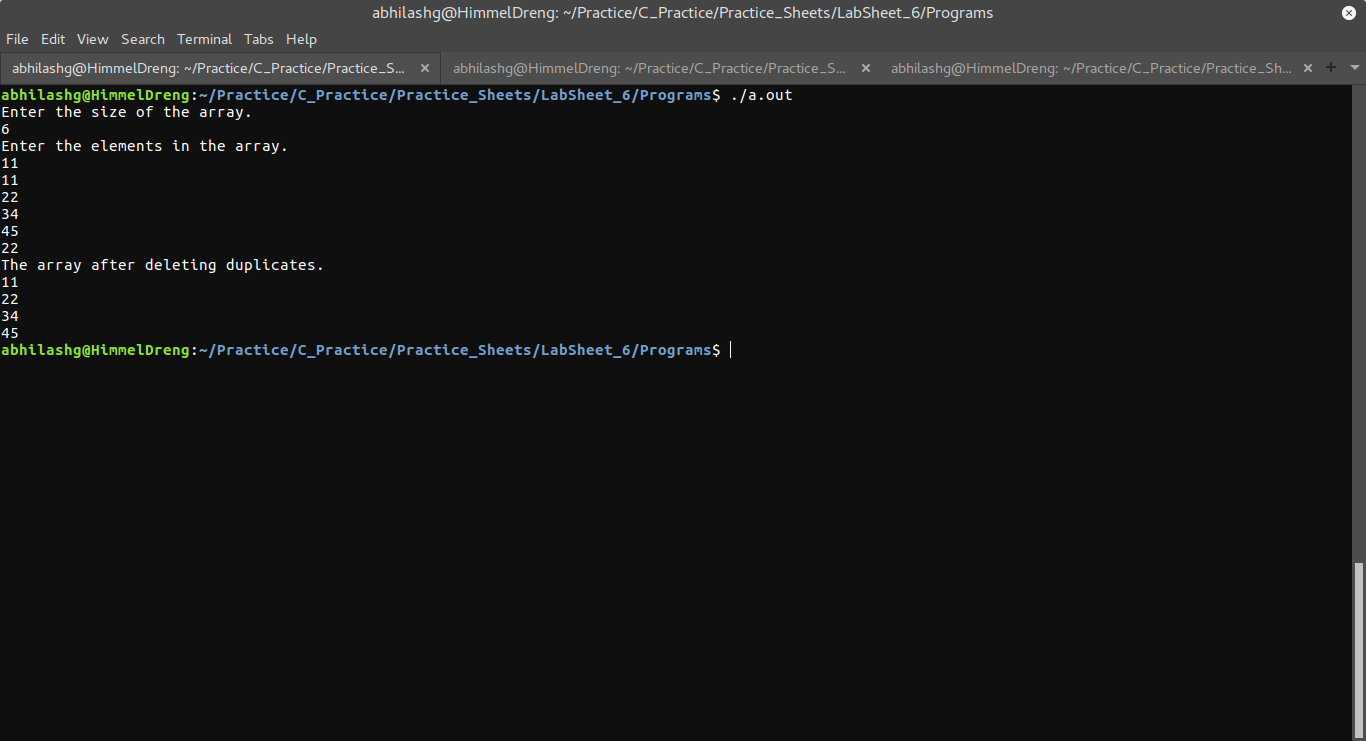 abhilashg@HimmelDreng: ~/Practice/C_Practice/Practice_Sheets/LabSheet_6/Programs
File Edit View Search Terminal Tabs Help
abhilashg@HimmelDreng: ~/Practice/C_Practice/Practice_S... abhilashg@HimmelDreng: ~/Practice/C_Practice/Practice_S... abhilashg@HimmelDreng: ~/Practice/C_Practice/Practice_Sh...
abhilashg@HimmelDreng:~/Practice/C_Practice/Practice_Sheets/LabSheet_6/Programs$ ./a.out
Enter the size of the array.
6
Enter the elements in the array.
11
11
22
34
45
22
The array after deleting duplicates.
11
22
34
45
abhilashg@HimmelDreng:~/Practice/C_Practice/Practice_Sheets/LabSheet_6/Programs$